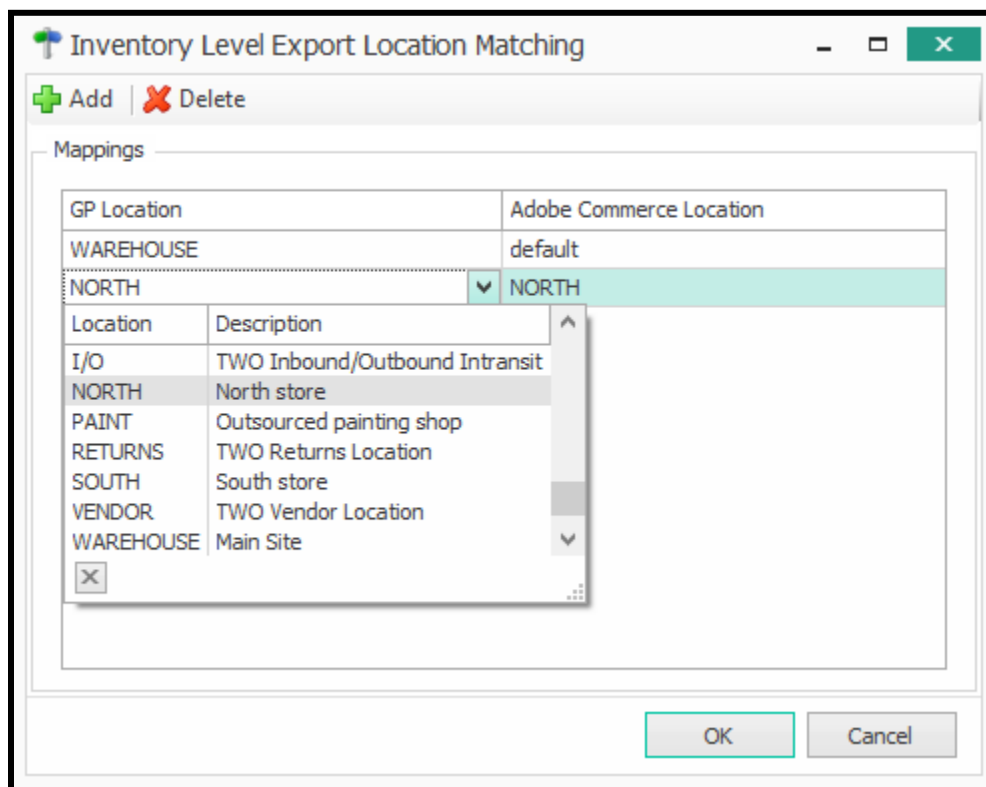 Inventory Level Export Location Matching
Add Delete
Mappings
GP Location Adobe Commerce Location
WAREHOUSE default
NORTH NORTH
Location Description
I/O TWO Inbound/Outbound Intransit
NORTH North store
PAINT Outsourced painting shop
RETURNS TWO Returns Location
SOUTH South store
VENDOR TWO Vendor Location
WAREHOUSE Main Site
OK Cancel